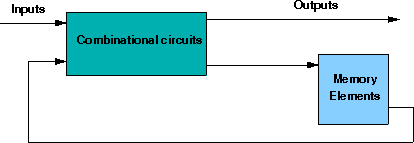 Inputs
Outputs
Combinational circuits
Memory
Elements